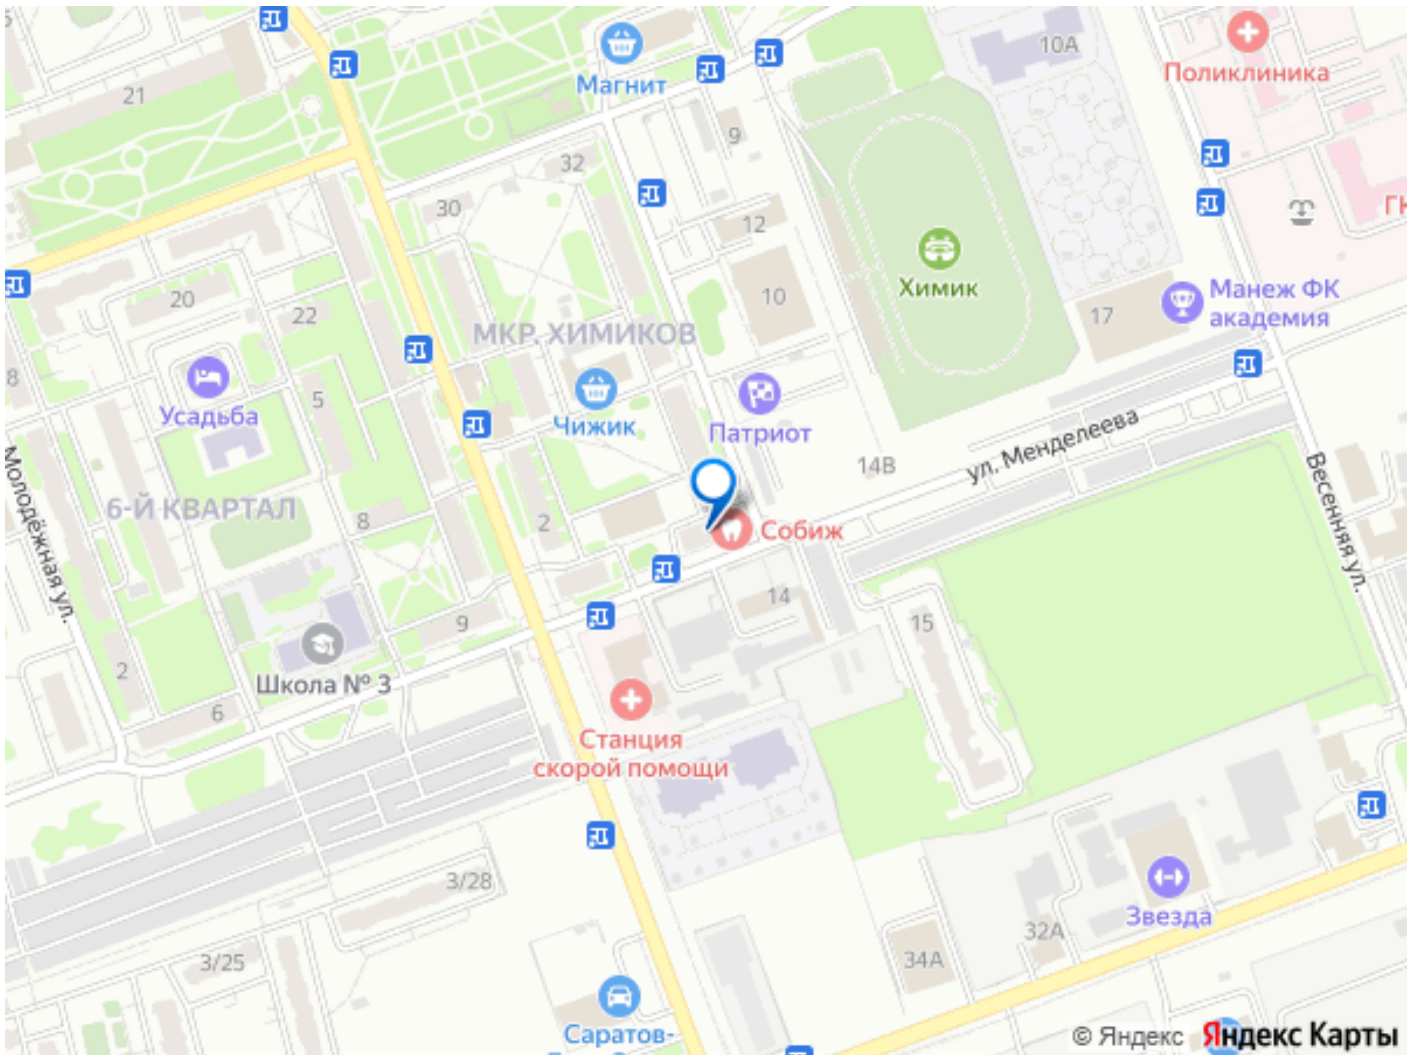 10А
Поликлиника
Магнит
21
9
32
30
12
ГК
Химик
10
20
22
Манеж ФК
академия
17
МКР. ХИМИКОВ
8
Усадьба
5
Чижик
Патриот
14В
ул. Менделеева
Молодёжная ул.
6-Й КВАРТАЛ
8
2
Собиж
Весенняя ул.
14
9
15
2
Школа № 3
6
Станция
скорой помощи
3/28
Звезда
32А
34А
3/25
Саратов-
© Яндекс
Яндекс Карты